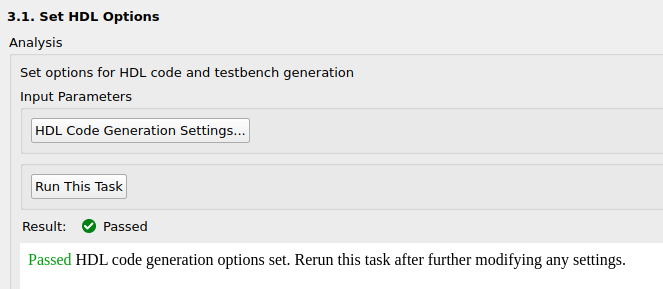 3.1. Set HDL Options
Analysis
Set options for HDL code and testbench generation
Input Parameters
HDL Code Generation Settings...
Run This Task
Result: Passed
Passed HDL code generation options set. Rerun this task after further modifying any settings.